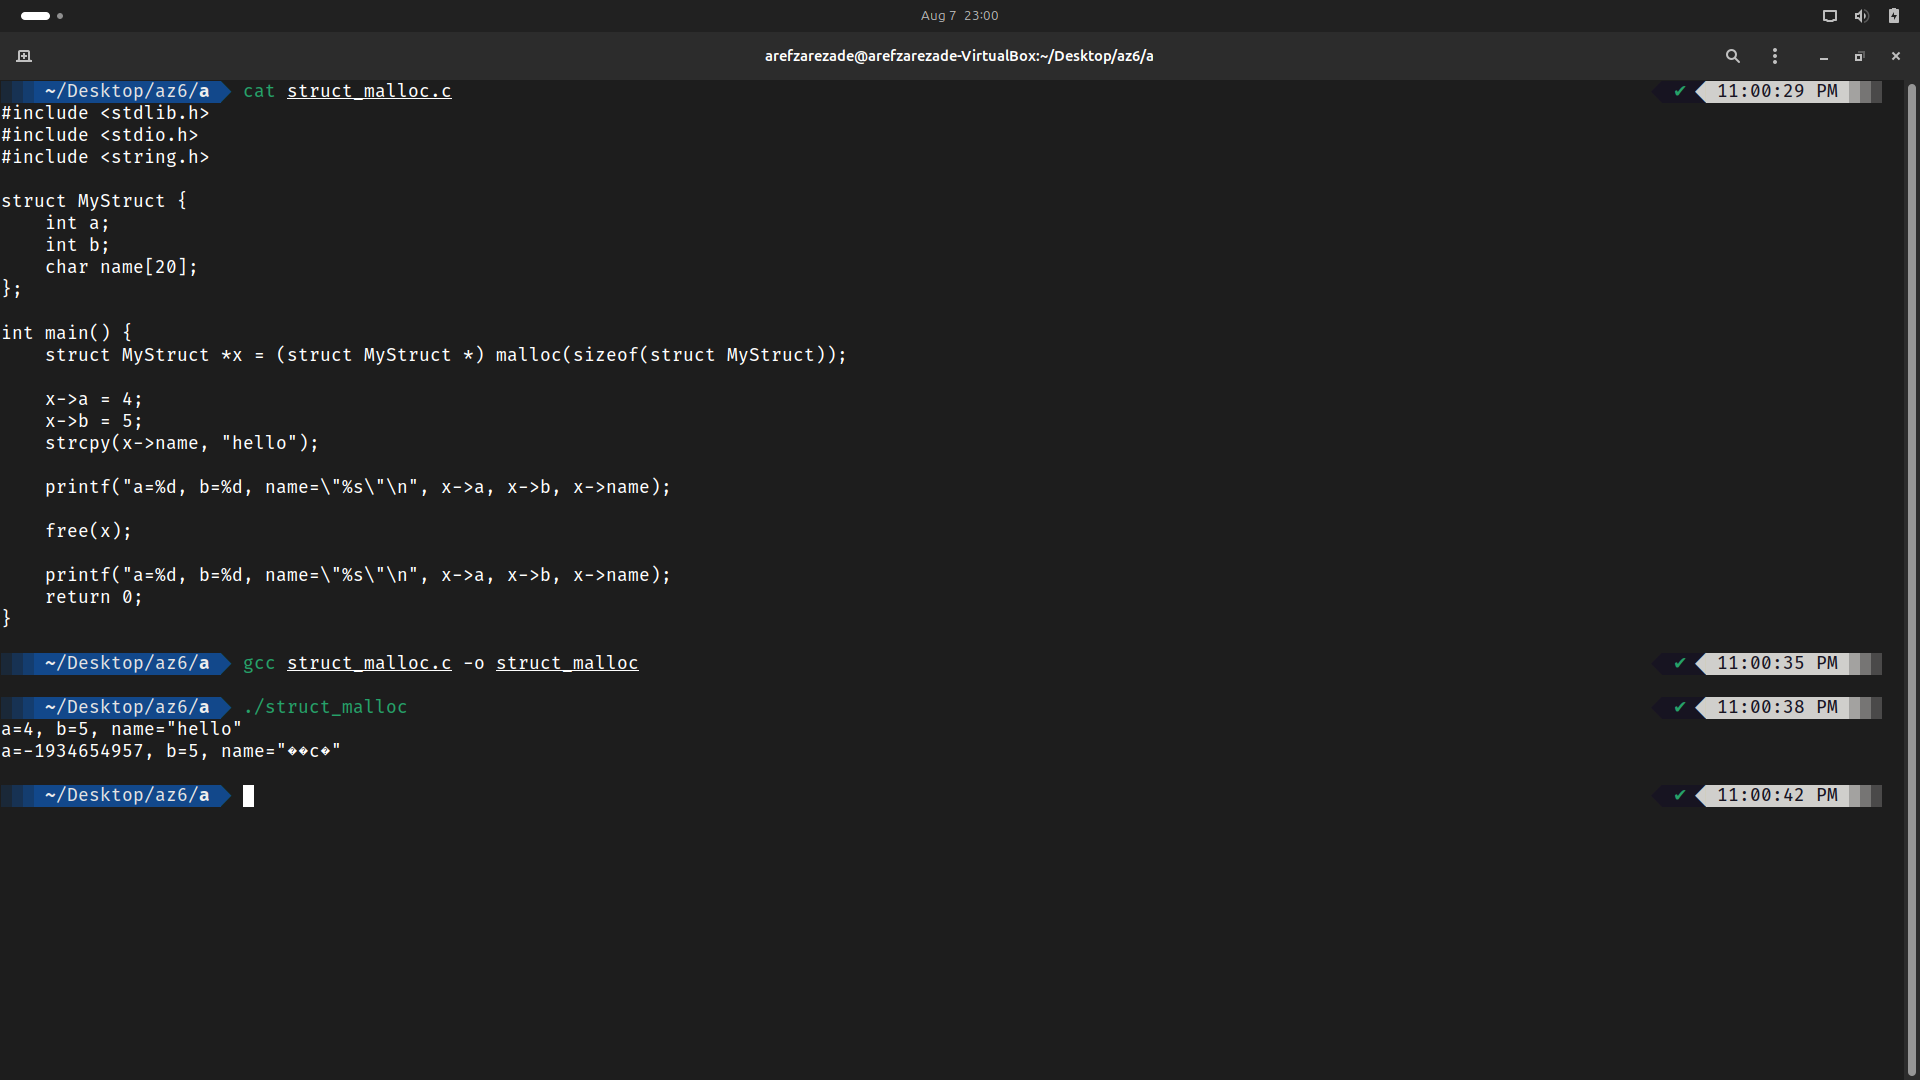 Aug 7 23:00
arefzarezade@arefzarezade-VirtualBox:~/Desktop/az6/a
~/Desktop/az6/a cat struct_malloc.c ✔ 11:00:29 PM
#include <stdlib.h>
#include <stdio.h>
#include <string.h>
struct MyStruct {
    int a;
    int b;
    char name[20];
};
int main() {
    struct MyStruct *x = (struct MyStruct *) malloc(sizeof(struct MyStruct));
    x->a = 4;
    x->b = 5;
    strcpy(x->name, "hello");
    printf("a=%d, b=%d, name=\"%s\"\n", x->a, x->b, x->name);
    free(x);
    printf("a=%d, b=%d, name=\"%s\"\n", x->a, x->b, x->name);
    return 0;
}
~/Desktop/az6/a gcc struct_malloc.c -o struct_malloc ✔ 11:00:35 PM
~/Desktop/az6/a ./struct_malloc ✔ 11:00:38 PM
a=4, b=5, name="hello"
a=-1934654957, b=5, name="��c�"
~/Desktop/az6/a ✔ 11:00:42 PM